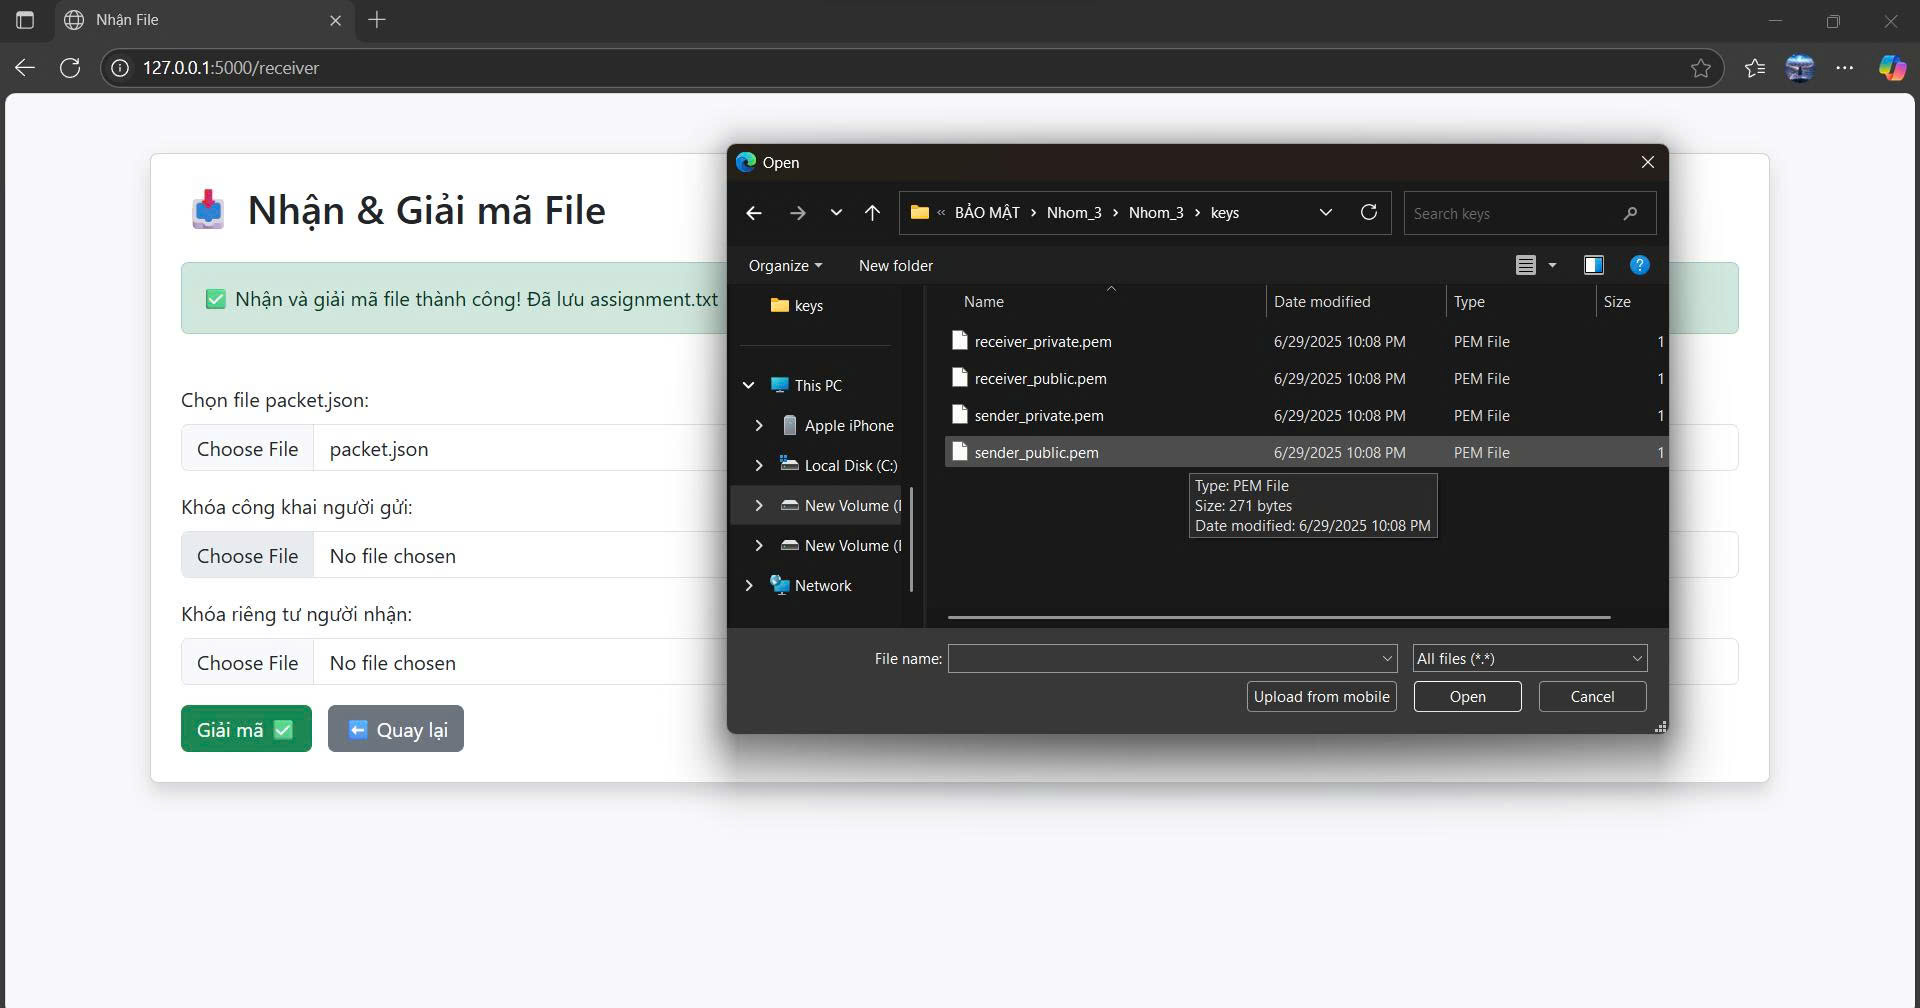 Nhận File
127.0.0.1:5000/receiver
Nhận & Giải mã File
Nhận và giải mã file thành công! Đã lưu assignment.txt
Chọn file packet.json:
Choose File packet.json
Khóa công khai người gửi:
Choose File No file chosen
Khóa riêng tư người nhận:
Choose File No file chosen
Giải mã
Quay lại
Open
« BẢO MẬT › Nhom_3 › Nhom_3 › keys
Search keys
Organize
New folder
keys
This PC
Apple iPhone
Local Disk (C:)
New Volume (
New Volume (
Network
Name Date modified Type Size
receiver_private.pem 6/29/2025 10:08 PM PEM File 1
receiver_public.pem 6/29/2025 10:08 PM PEM File 1
sender_private.pem 6/29/2025 10:08 PM PEM File 1
sender_public.pem 6/29/2025 10:08 PM PEM File 1
Type: PEM File
Size: 271 bytes
Date modified: 6/29/2025 10:08 PM
File name:
All files (*.*)
Upload from mobile
Open
Cancel